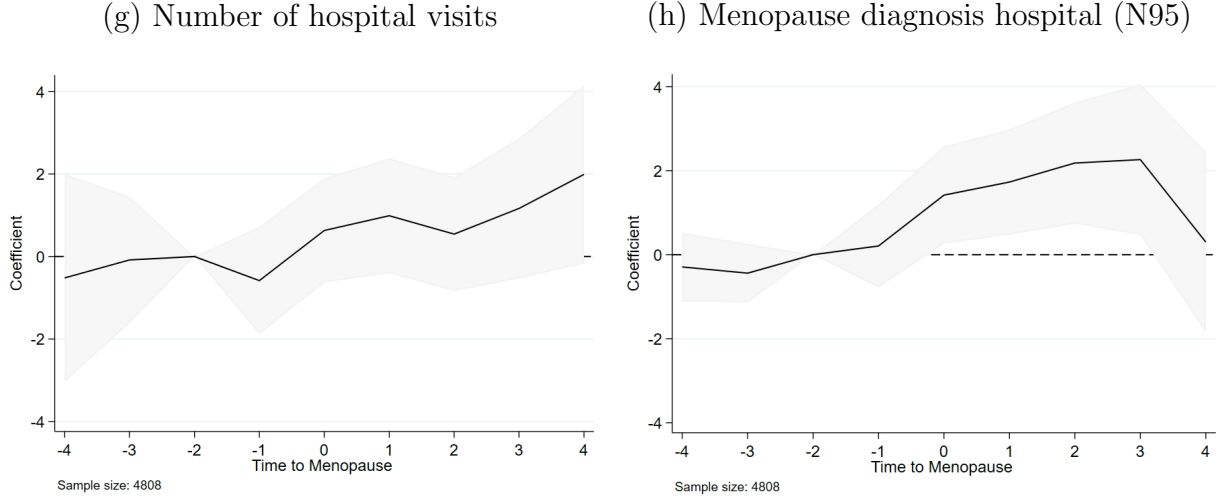 (g) Number of hospital visits
4
2
0
-2
-4
Coefficient
-4 -3 -2 -1 0 1 2 3 4
Time to Menopause
Sample size: 4808
(h) Menopause diagnosis hospital (N95)
4
2
0
-2
-4
Coefficient
-4 -3 -2 -1 0 1 2 3 4
Time to Menopause
Sample size: 4808